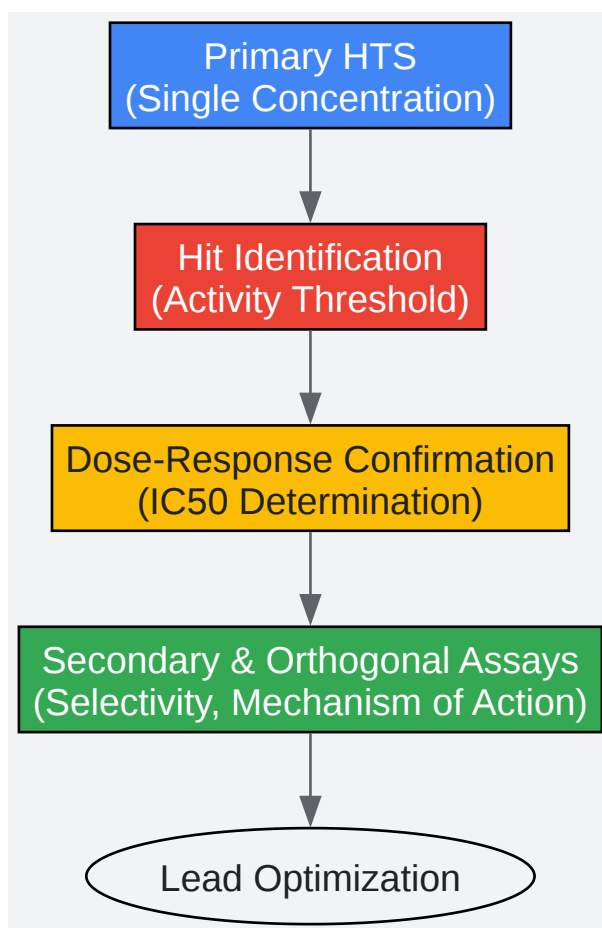 Primary HTS
(Single Concentration)
Hit Identification
(Activity Threshold)
Dose-Response Confirmation
(IC50 Determination)
Secondary & Orthogonal Assays
(Selectivity, Mechanism of Action)
Lead Optimization